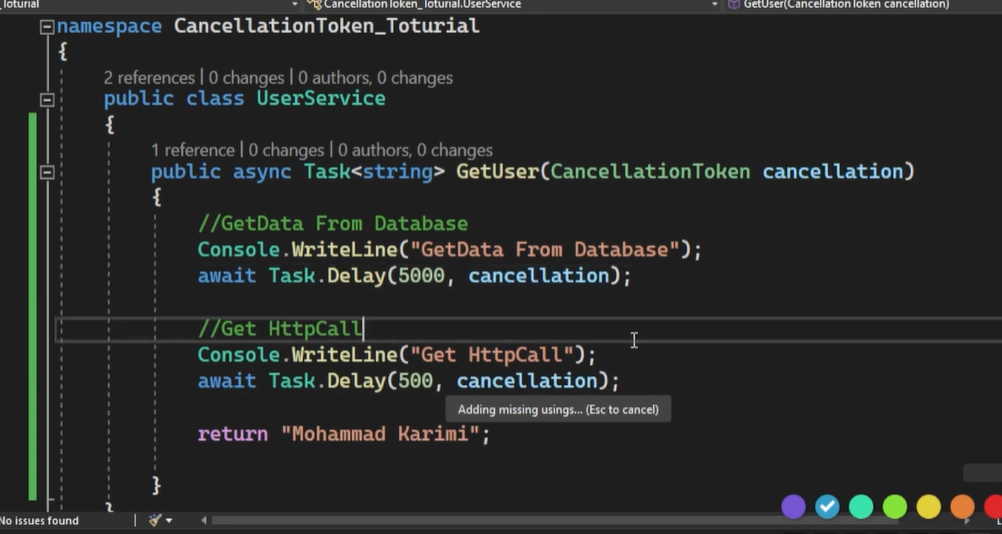 _Toturial
CancellationToken_Toturial.UserService
GetUser(CancellationToken cancellation)
namespace CancellationToken_Toturial
{
2 references | 0 changes | 0 authors, 0 changes
public class UserService
{
1 reference | 0 changes | 0 authors, 0 changes
public async Task<string> GetUser(CancellationToken cancellation)
{
//GetData From Database
Console.WriteLine("GetData From Database");
await Task.Delay(5000, cancellation);
//Get HttpCall
Console.WriteLine("Get HttpCall");
await Task.Delay(500, cancellation);
Adding missing usings... (Esc to cancel)
return "Mohammad Karimi";
}
}
No issues found